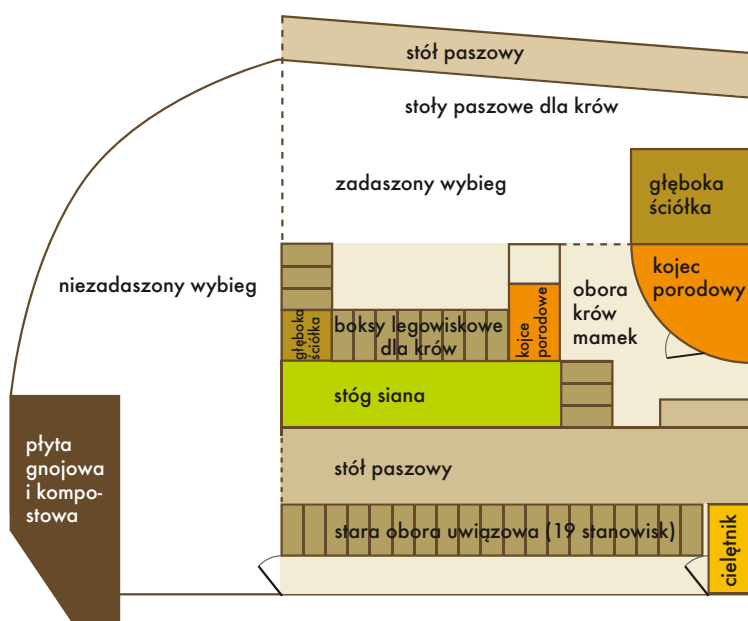 stół paszowy
stoły paszowe dla krów
zadaszony wybieg
głęboka
ściółka
niezadaszony wybieg
kojec
porodowy
obora
krów
mamek
głęboka
ściółka
boksy legowiskowe
dla krów
kojce
porodowe
stóg siana
płyta
gnojowa
i kompo-
stowa
stół paszowy
stara obora uwiązowa (19 stanowisk)
cielętnik